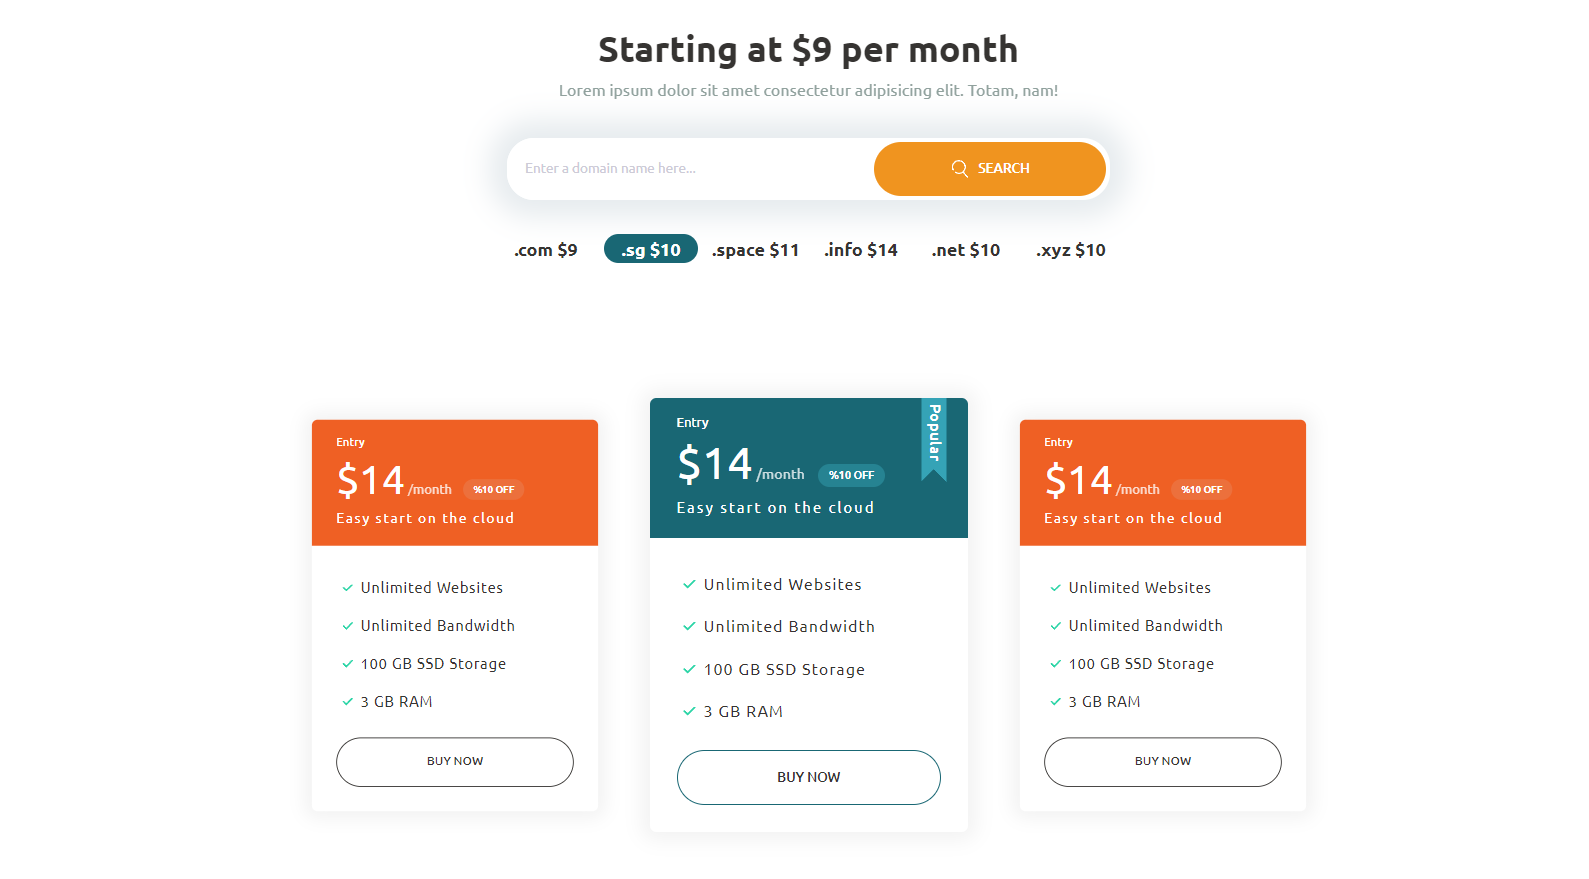 Starting at $9 per month
Lorem ipsum dolor sit amet consectetur adipisicing elit. Totam, nam!
Enter a domain name here...
SEARCH
.com $9
.sg $10
.space $11
.info $14
.net $10
.xyz $10
Entry
$14 /month %10 OFF
Easy start on the cloud
Unlimited Websites
Unlimited Bandwidth
100 GB SSD Storage
3 GB RAM
BUY NOW
Popular
Entry
$14 /month %10 OFF
Easy start on the cloud
Unlimited Websites
Unlimited Bandwidth
100 GB SSD Storage
3 GB RAM
BUY NOW
Entry
$14 /month %10 OFF
Easy start on the cloud
Unlimited Websites
Unlimited Bandwidth
100 GB SSD Storage
3 GB RAM
BUY NOW